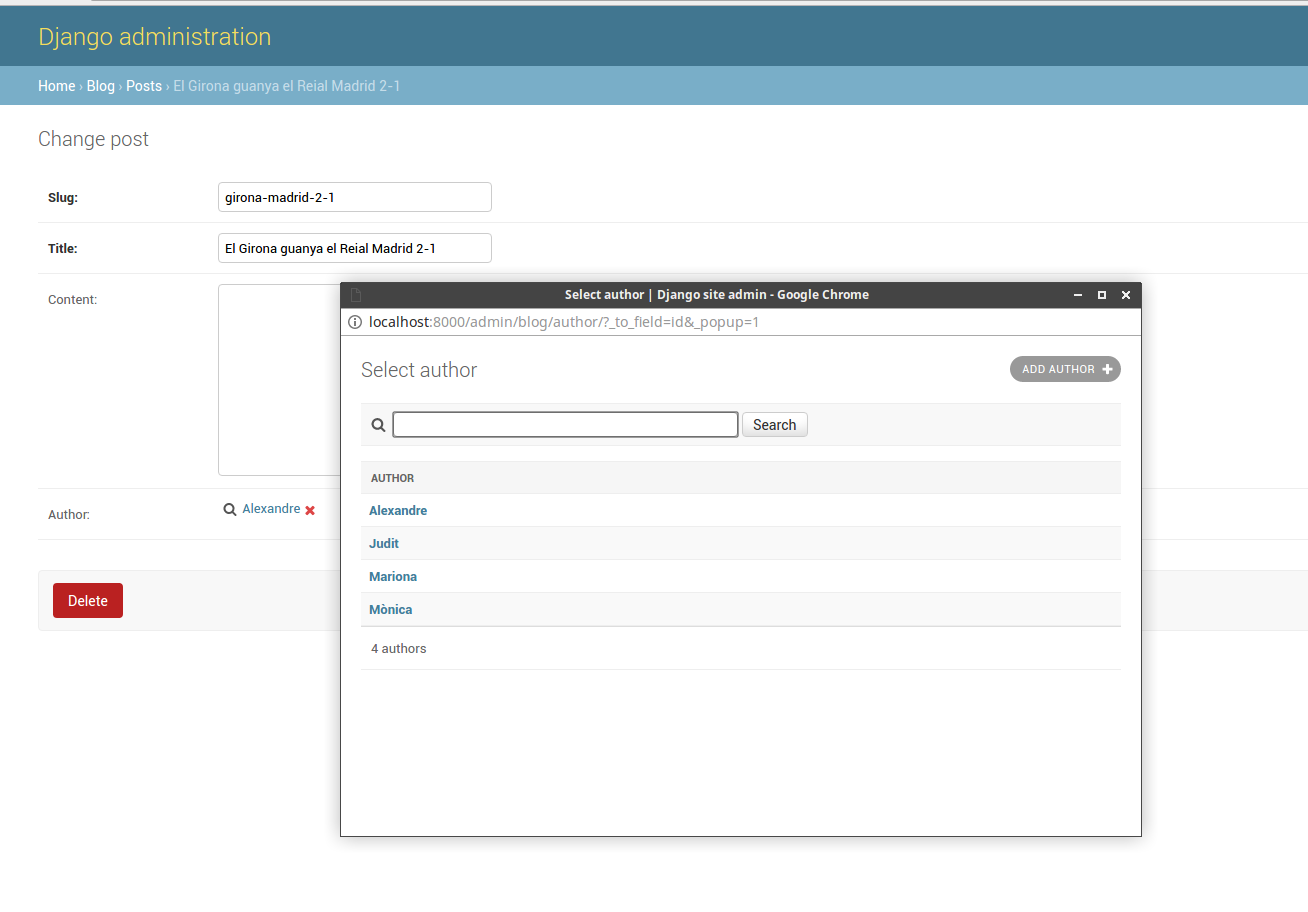 Django administration
Home › Blog › Posts › El Girona guanya el Reial Madrid 2-1
Change post
Slug:
girona-madrid-2-1
Title:
El Girona guanya el Reial Madrid 2-1
Content:
Author:
Alexandre
Delete
Select author | Django site admin - Google Chrome
localhost:8000/admin/blog/author/?_to_field=id&_popup=1
Select author
ADD AUTHOR
Search
AUTHOR
Alexandre
Judit
Mariona
Mònica
4 authors